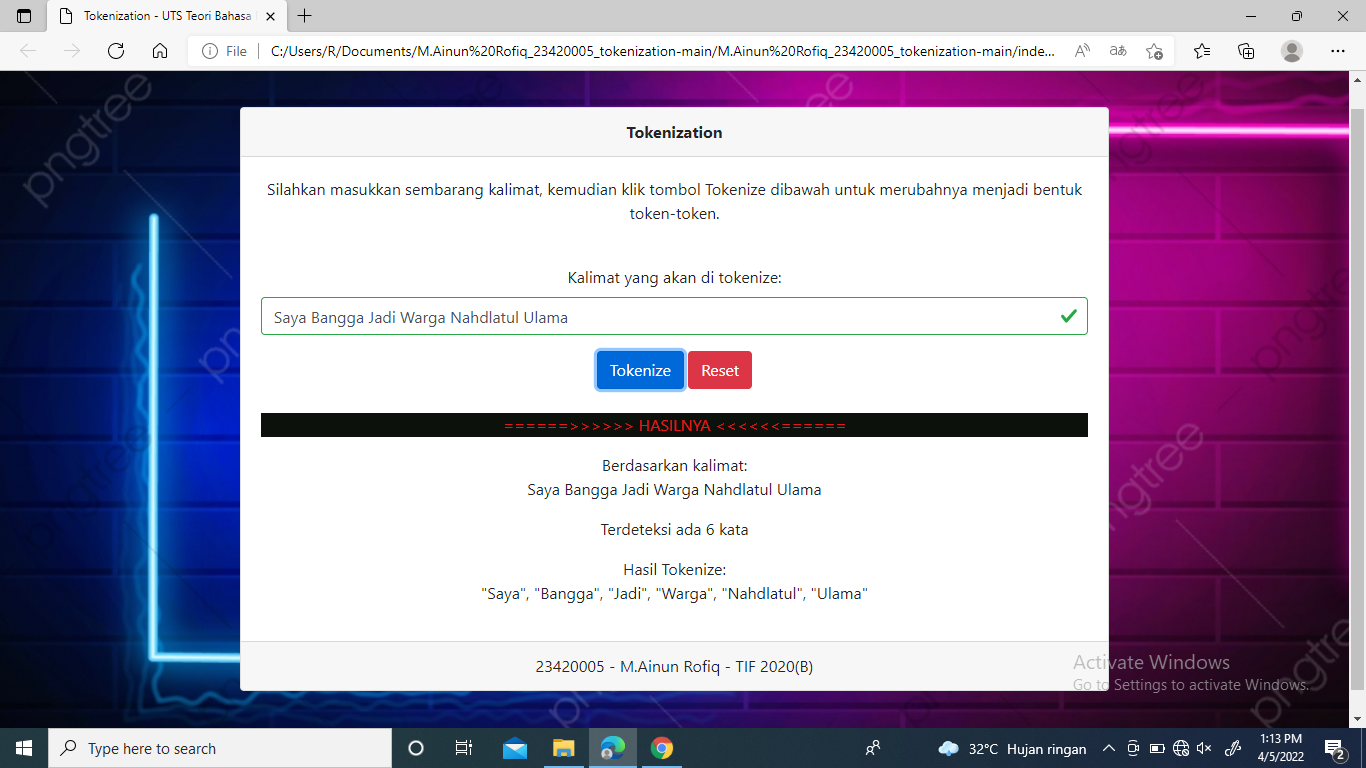 Tokenization - UTS Teori Bahasa
File
C:/Users/R/Documents/M.Ainun%20Rofiq_23420005_tokenization-main/M.Ainun%20Rofiq_23420005_tokenization-main/inde...
pngtree
pngtree
pngtree
Tokenization
Silahkan masukkan sembarang kalimat, kemudian klik tombol Tokenize dibawah untuk merubahnya menjadi bentuk
token-token.
Kalimat yang akan di tokenize:
Saya Bangga Jadi Warga Nahdlatul Ulama
Tokenize Reset
======>>>>>> HASILNYA <<<<<<======
Berdasarkan kalimat:
Saya Bangga Jadi Warga Nahdlatul Ulama
Terdeteksi ada 6 kata
Hasil Tokenize:
"Saya", "Bangga", "Jadi", "Warga", "Nahdlatul", "Ulama"
23420005 - M.Ainun Rofiq - TIF 2020(B)
pngtree
pngtree
Activate Windows
Go to Settings to activate Windows.
Type here to search
32°C Hujan ringan
1:13 PM
4/5/2022
2